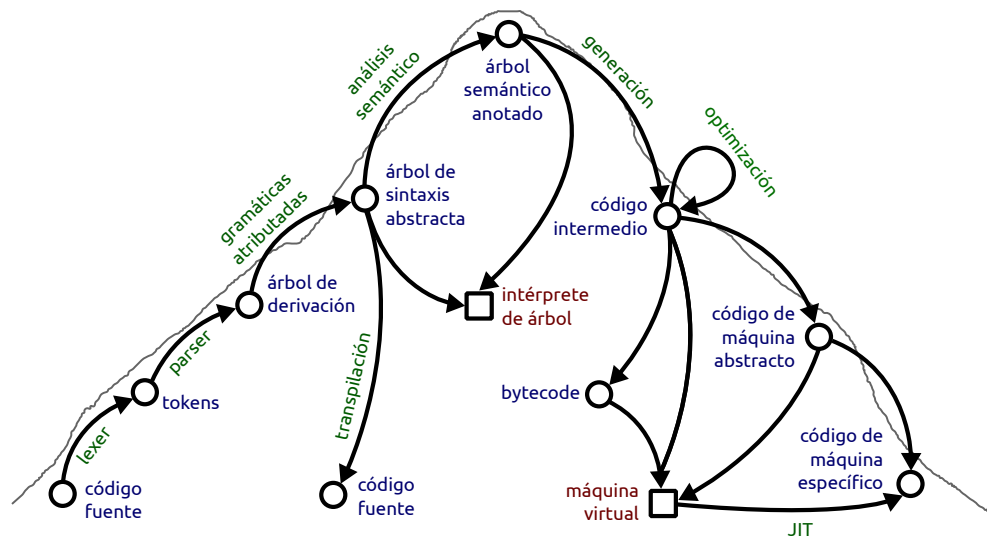 análisis
semántico
árbol
semántico
anotado
generación
optimización
árbol de
sintaxis
abstracta
gramáticas
atribuidas
código
intermedio
árbol de
derivación
intérprete
de árbol
código de
máquina
abstracto
parser
transpilación
tokens
bytecode
lexer
código de
máquina
específico
código
fuente
código
fuente
máquina
virtual
JIT